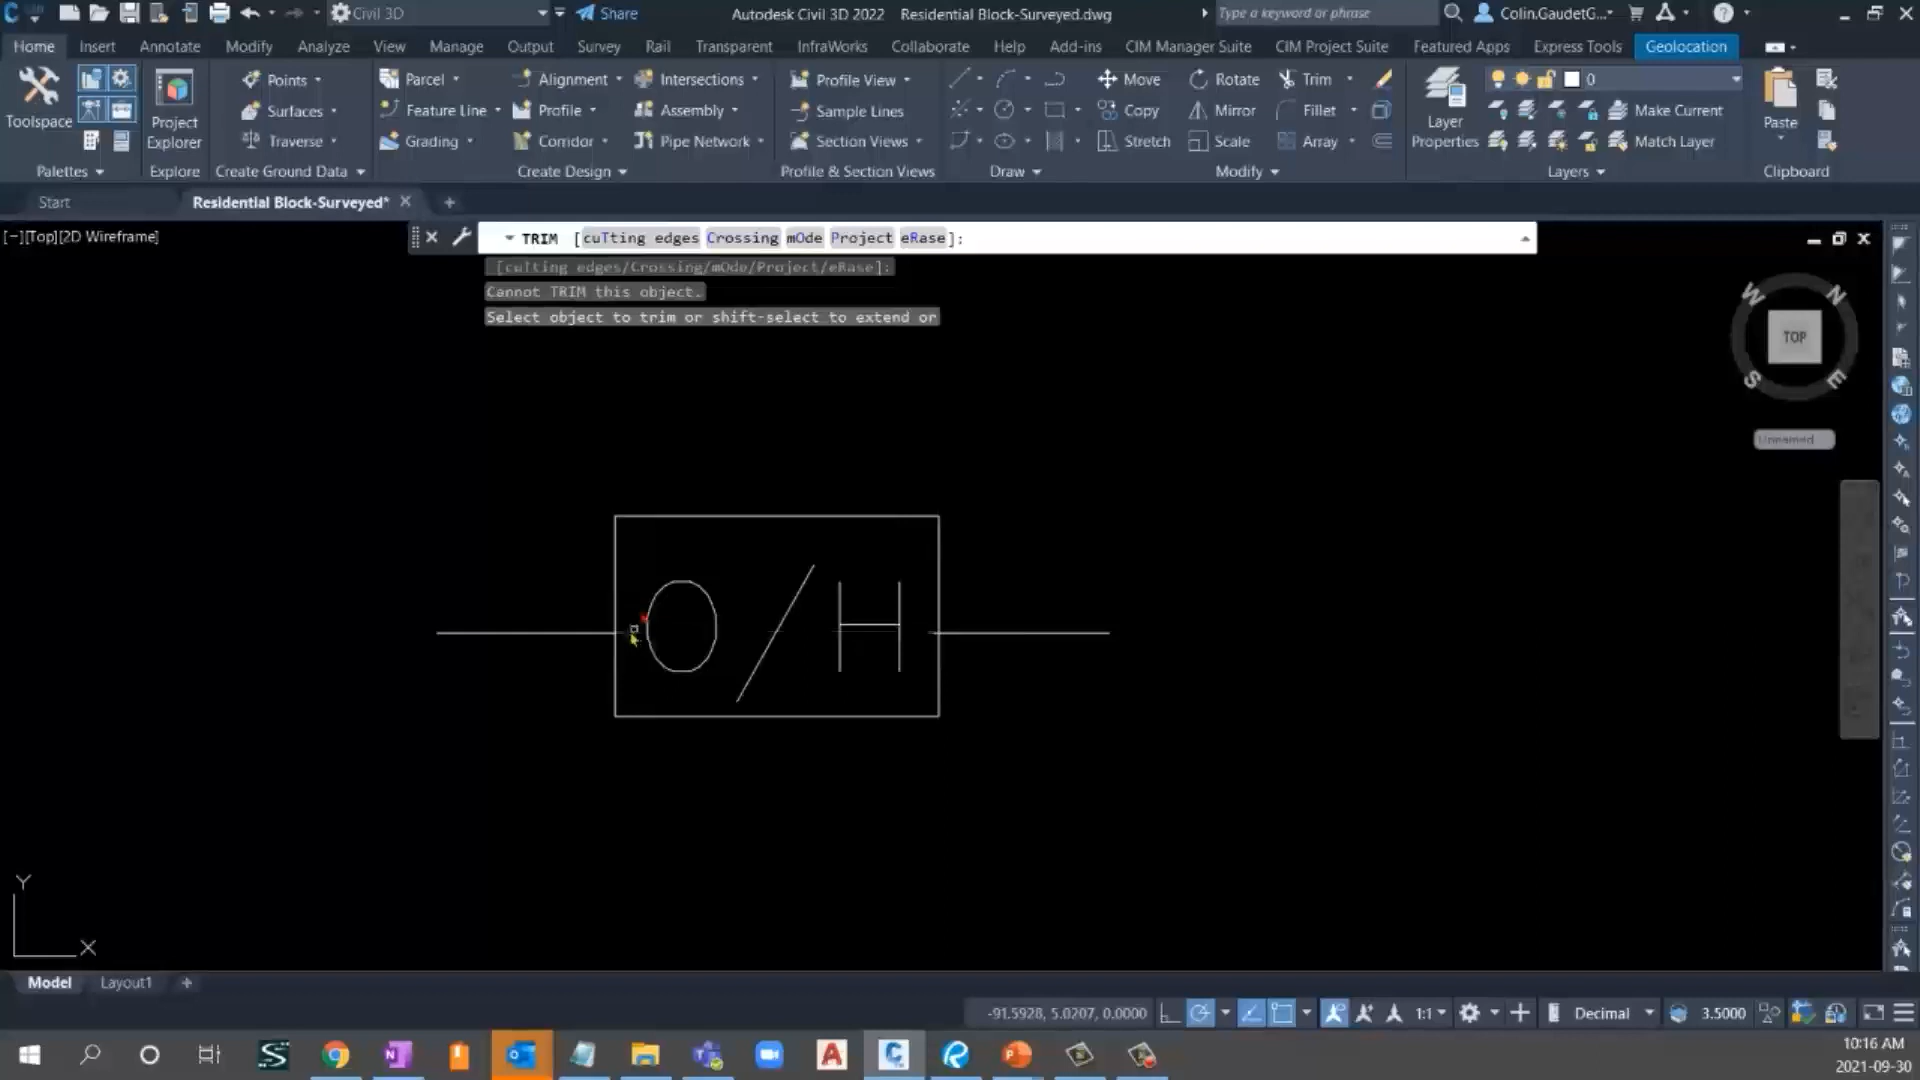 Civil 3D Share Autodesk Civil 3D 2022 Residential Block-Surveyed.dwg Type a keyword or phrase Colin.GaudetG...
Home Insert Annotate Modify Analyze View Manage Output Survey Rail Transparent InfraWorks Collaborate Help Add-ins CIM Manager Suite CIM Project Suite Featured Apps Express Tools Geolocation
Points Parcel Alignment Intersections Profile View Move Rotate Trim 0
Toolspace Project Explorer Surfaces Feature Line Profile Assembly Sample Lines Copy Mirror Fillet Layer Properties Make Current Paste
Traverse Grading Corridor Pipe Network Section Views Stretch Scale Array Match Layer
Palettes Explore Create Ground Data Create Design Profile & Section Views Draw Modify Layers Clipboard
Start Residential Block-Surveyed*
[−][Top][2D Wireframe] TRIM [cuTting edges Crossing mOde Project eRase]:
[cuTting edges/Crossing/mOde/Project/eRase]:
Cannot TRIM this object.
Select object to trim or shift-select to extend or
W N
TOP
S E
Unnamed
O/H
Y
X
Model Layout1
-91.5928, 5.0207, 0.0000 1:1 Decimal 3.5000
10:16 AM
2021-09-30